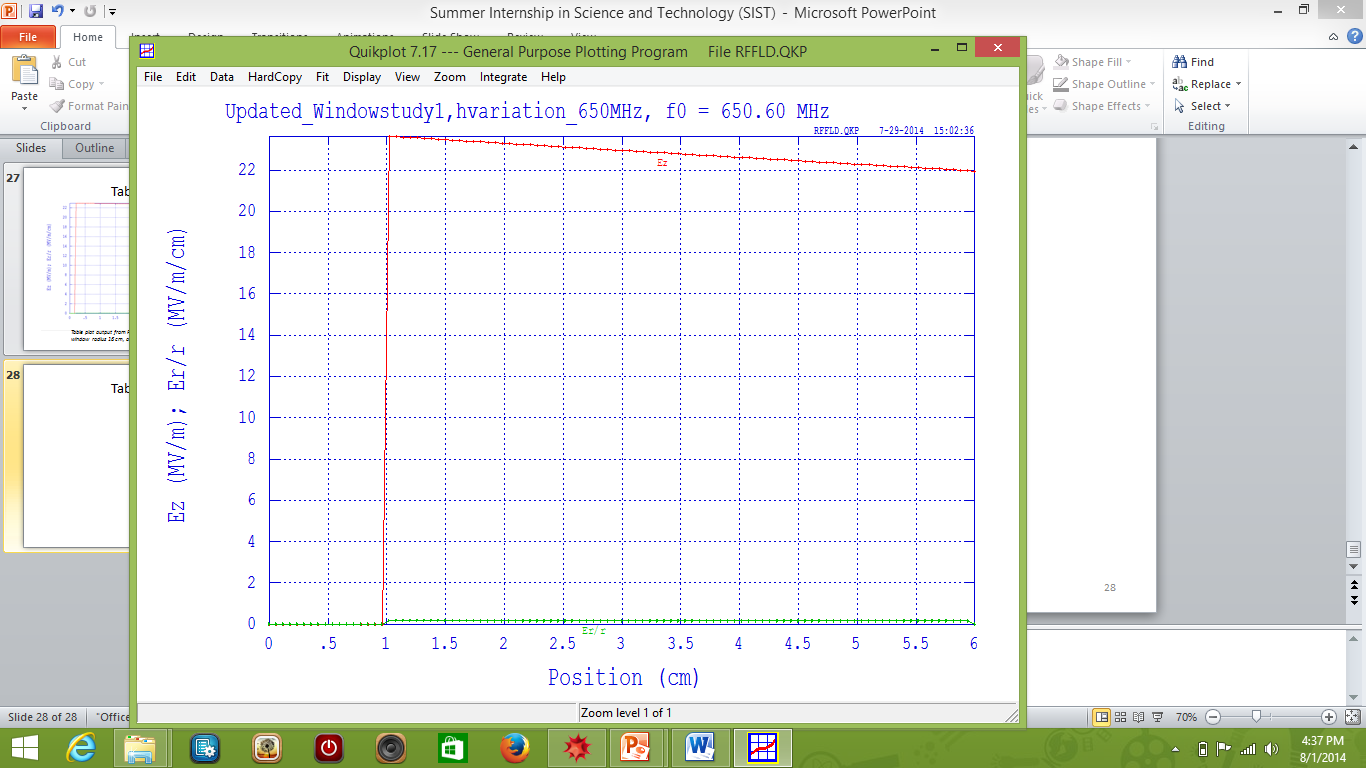 Summer Internship in Science and Technology (SIST) - Microsoft PowerPoint
File Home
Cut
Copy
Paste
Format Pain
Clipboard
Shape Fill
Shape Outline
Shape Effects
Find
Replace
Select
Editing
Slides Outline
27
Tab
28
Tab
Quikplot 7.17 --- General Purpose Plotting Program File RFFLD.QKP
File Edit Data HardCopy Fit Display View Zoom Integrate Help
Updated_Windowstudy1,hvariation_650MHz, f0 = 650.60 MHz
RFFLD.QKP 7-29-2014 15:02:36
Ez
Ez (MV/m); Er/r (MV/m/cm)
22
20
18
16
14
12
10
8
6
4
2
0
Er/r
0 .5 1 1.5 2 2.5 3 3.5 4 4.5 5 5.5 6
Position (cm)
Zoom level 1 of 1
28
Slide 28 of 28 "Office
70%
4:37 PM
8/1/2014